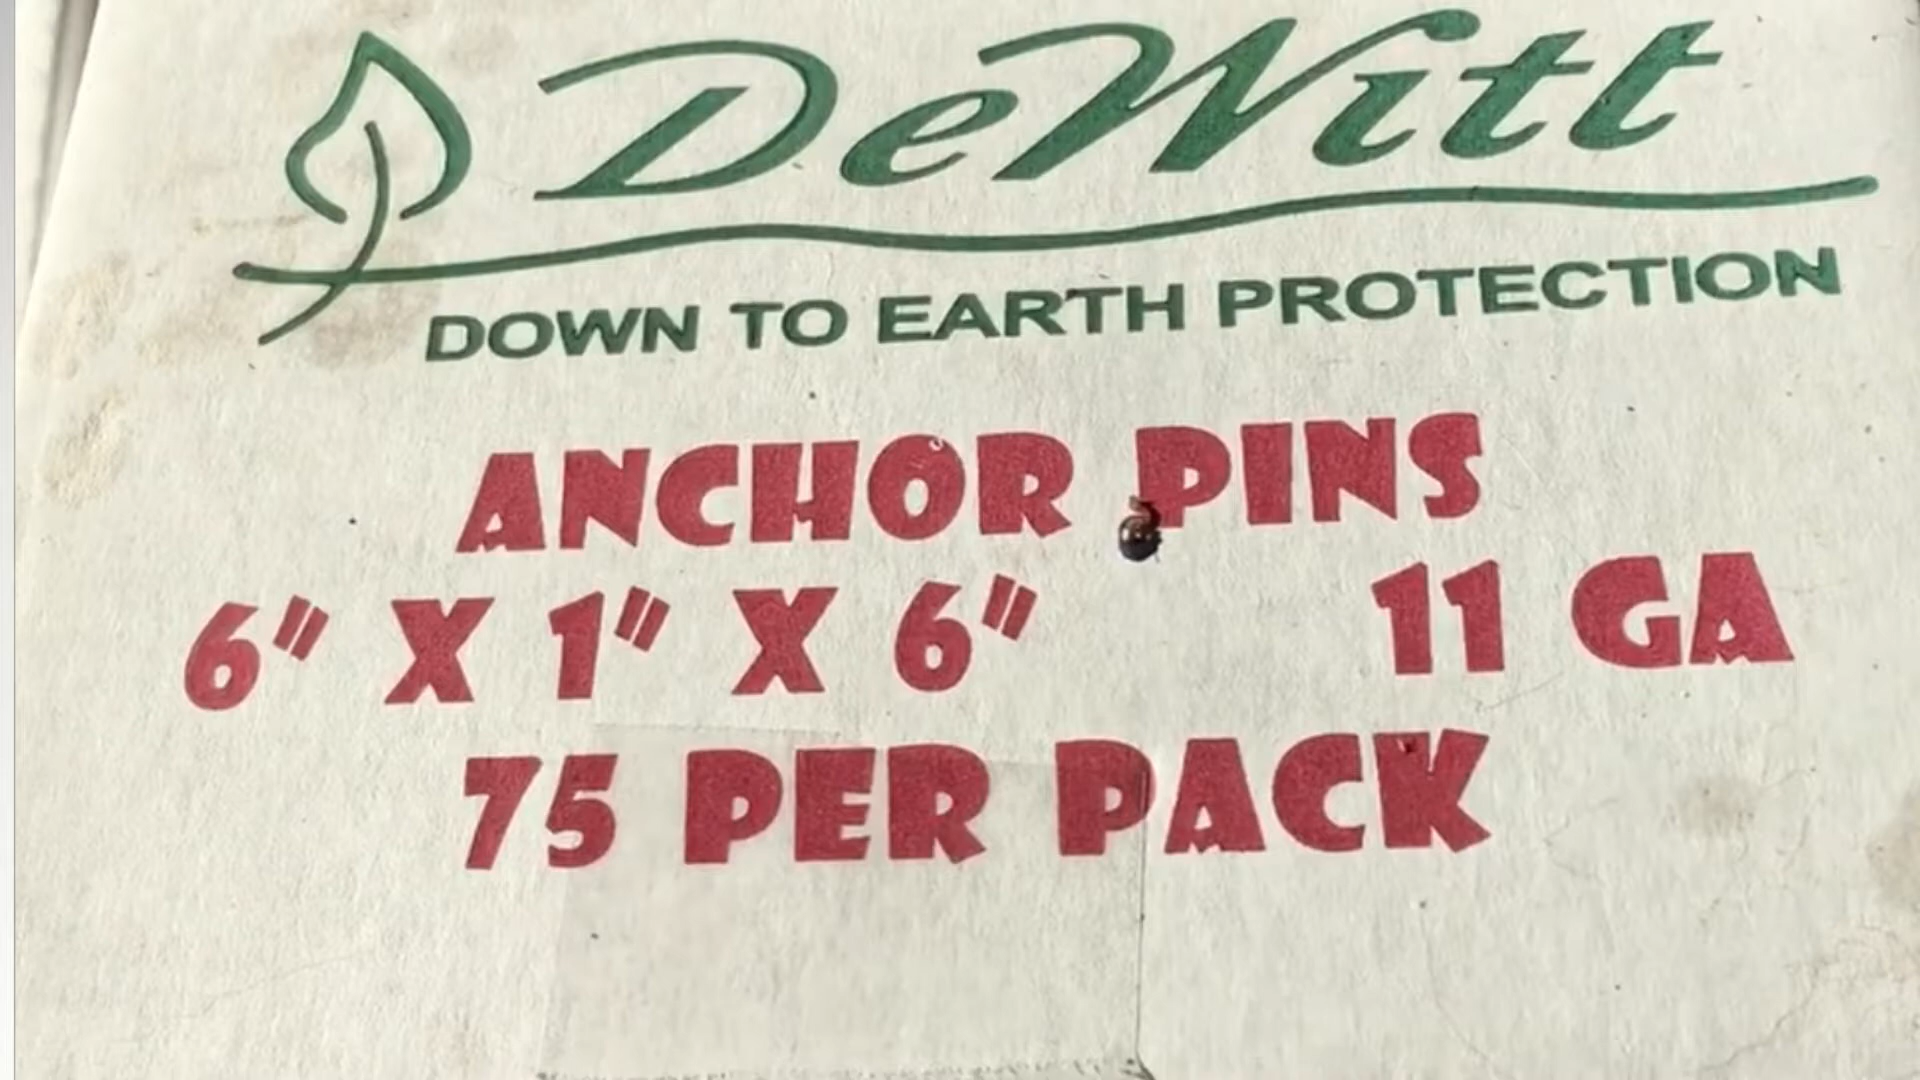 DeWitt
DOWN TO EARTH PROTECTION
ANCHOR PINS
6" X 1" X 6" 11 GA
75 PER PACK